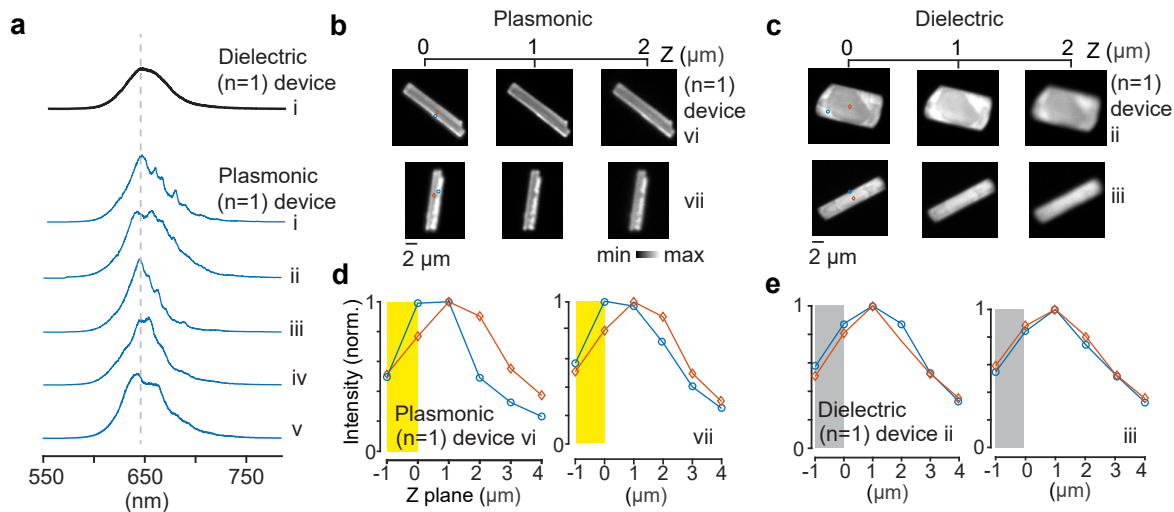 a
Dielectric
(n=1) device
i
Plasmonic
(n=1) device
i
ii
iii
iv
v
550 650 750
(nm)
b
Plasmonic
0 1 2
Z (μm)
(n=1)
device
vi
vii
2 μm
min max
c
Dielectric
0 1 2
Z (μm)
(n=1)
device
ii
iii
2 μm
d
Intensity (norm.)
1
0
Plasmonic
(n=1) device vi
-1 0 1 2 3 4
Z plane (μm)
1
0
vii
-1 0 1 2 3 4
(μm)
e
1
0
Dielectric
(n=1) device ii
-1 0 1 2 3 4
(μm)
1
0
iii
-1 0 1 2 3 4
(μm)